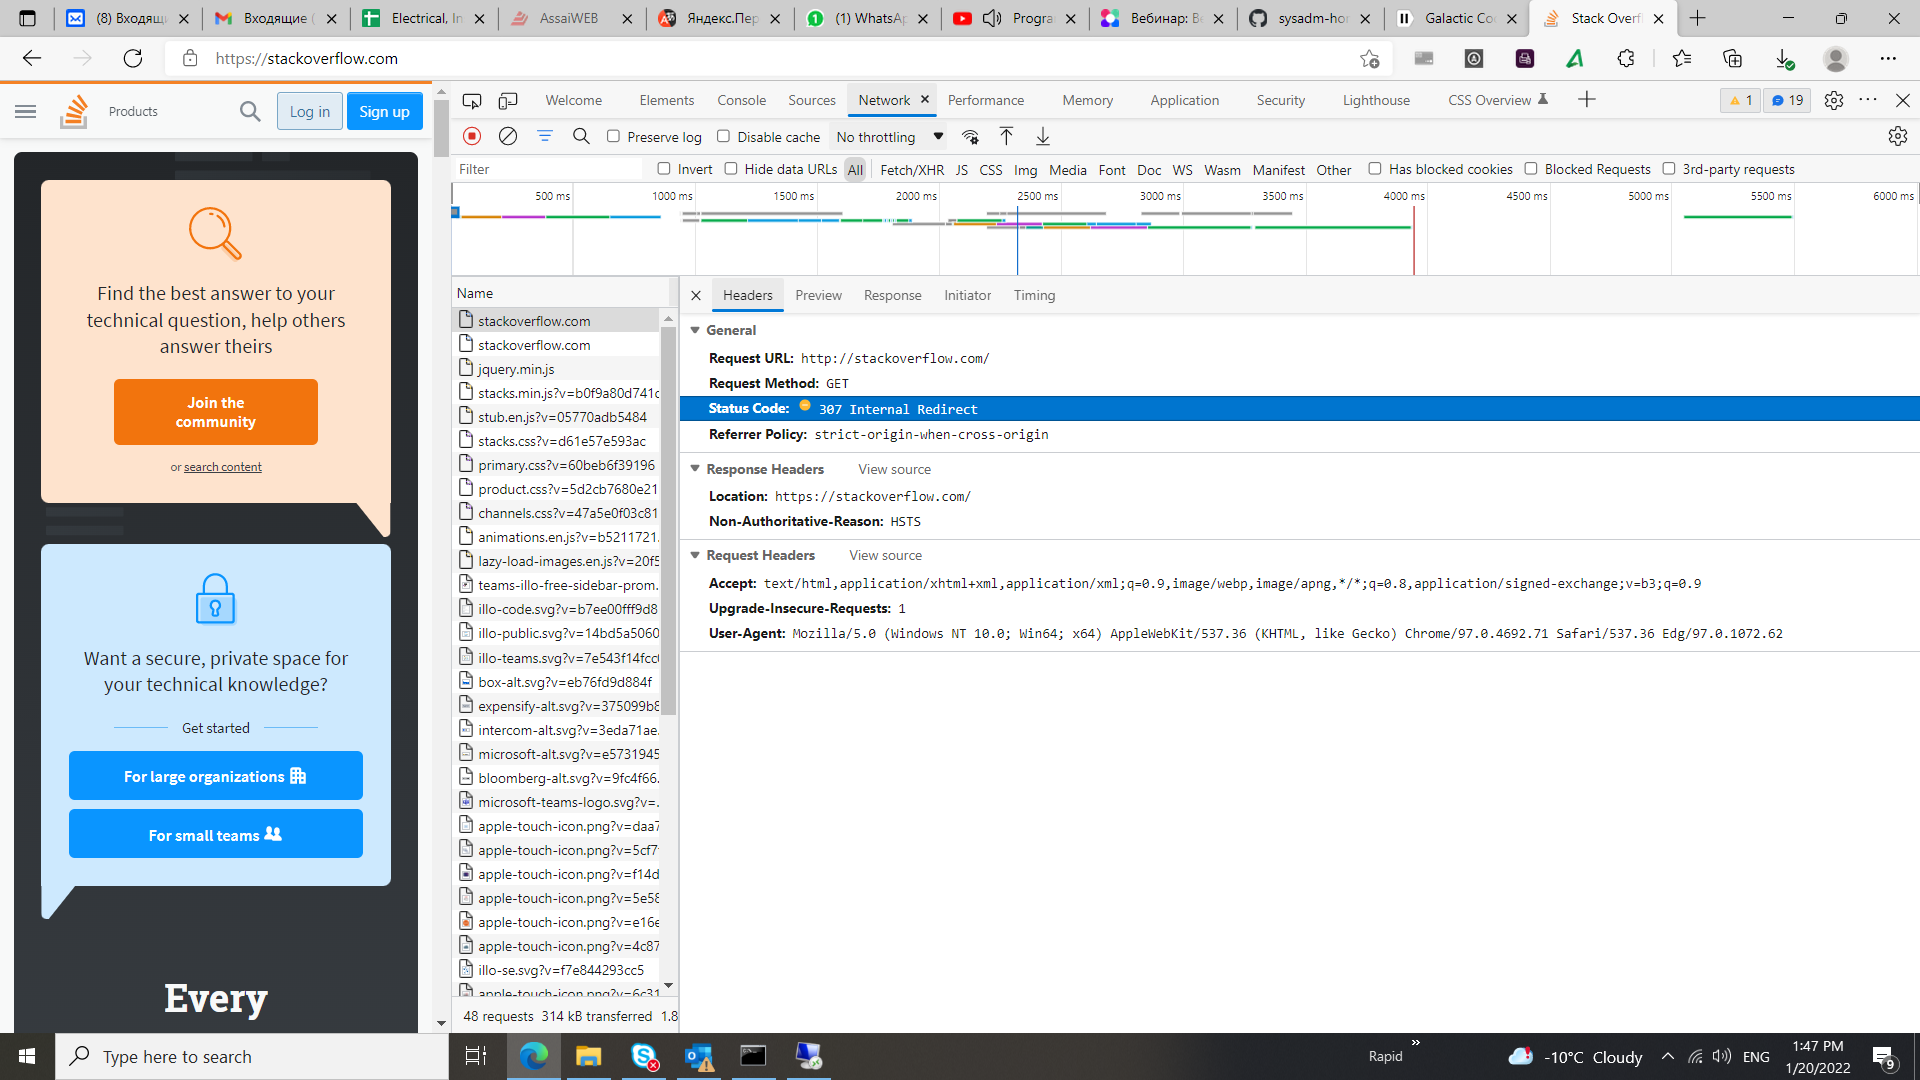 (8) Входящи
Входящие (
Electrical, In
AssaiWEB
Яндекс.Пер
(1) WhatsAp
Progra
Вебинар: Ве
sysadm-hor
Galactic Co
Stack Overf
https://stackoverflow.com
Products
Log in
Sign up
Find the best answer to your
technical question, help others
answer theirs
Join the
community
or search content
Want a secure, private space for
your technical knowledge?
Get started
For large organizations
For small teams
Every
Welcome
Elements
Console
Sources
Network
Performance
Memory
Application
Security
Lighthouse
CSS Overview
1
19
Preserve log
Disable cache
No throttling
Filter
Invert
Hide data URLs
All
Fetch/XHR
JS
CSS
Img
Media
Font
Doc
WS
Wasm
Manifest
Other
Has blocked cookies
Blocked Requests
3rd-party requests
500 ms
1000 ms
1500 ms
2000 ms
2500 ms
3000 ms
3500 ms
4000 ms
4500 ms
5000 ms
5500 ms
6000 ms
Name
stackoverflow.com
stackoverflow.com
jquery.min.js
stacks.min.js?v=b0f9a80d741c
stub.en.js?v=05770adb5484
stacks.css?v=d61e57e593ac
primary.css?v=60beb6f39196
product.css?v=5d2cb7680e21
channels.css?v=47a5e0f03c81
animations.en.js?v=b5211721.
lazy-load-images.en.js?v=20f5
teams-illo-free-sidebar-prom.
illo-code.svg?v=b7ee00fff9d8
illo-public.svg?v=14bd5a5060
illo-teams.svg?v=7e543f14fcc
box-alt.svg?v=eb76fd9d884f
expensify-alt.svg?v=375099b8
intercom-alt.svg?v=3eda71ae.
microsoft-alt.svg?v=e5731945
bloomberg-alt.svg?v=9fc4f66.
microsoft-teams-logo.svg?v=.
apple-touch-icon.png?v=daa7
apple-touch-icon.png?v=5cf7
apple-touch-icon.png?v=f14d
apple-touch-icon.png?v=5e58
apple-touch-icon.png?v=e16e
apple-touch-icon.png?v=4c87
illo-se.svg?v=f7e844293cc5
apple-touch-icon.png?v=6c31
48 requests
314 kB transferred
1.8
Headers
Preview
Response
Initiator
Timing
General
Request URL: http://stackoverflow.com/
Request Method: GET
Status Code: 307 Internal Redirect
Referrer Policy: strict-origin-when-cross-origin
Response Headers
View source
Location: https://stackoverflow.com/
Non-Authoritative-Reason: HSTS
Request Headers
View source
Accept: text/html,application/xhtml+xml,application/xml;q=0.9,image/webp,image/apng,*/*;q=0.8,application/signed-exchange;v=b3;q=0.9
Upgrade-Insecure-Requests: 1
User-Agent: Mozilla/5.0 (Windows NT 10.0; Win64; x64) AppleWebKit/537.36 (KHTML, like Gecko) Chrome/97.0.4692.71 Safari/537.36 Edg/97.0.1072.62
Type here to search
Rapid
-10°C Cloudy
ENG
1:47 PM
1/20/2022
9